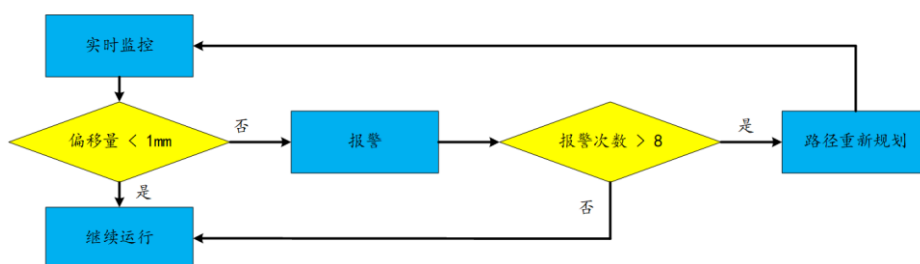 实时监控
偏移量 < 1mm
否
报警
报警次数 > 8
是
路径重新规划
是
否
继续运行